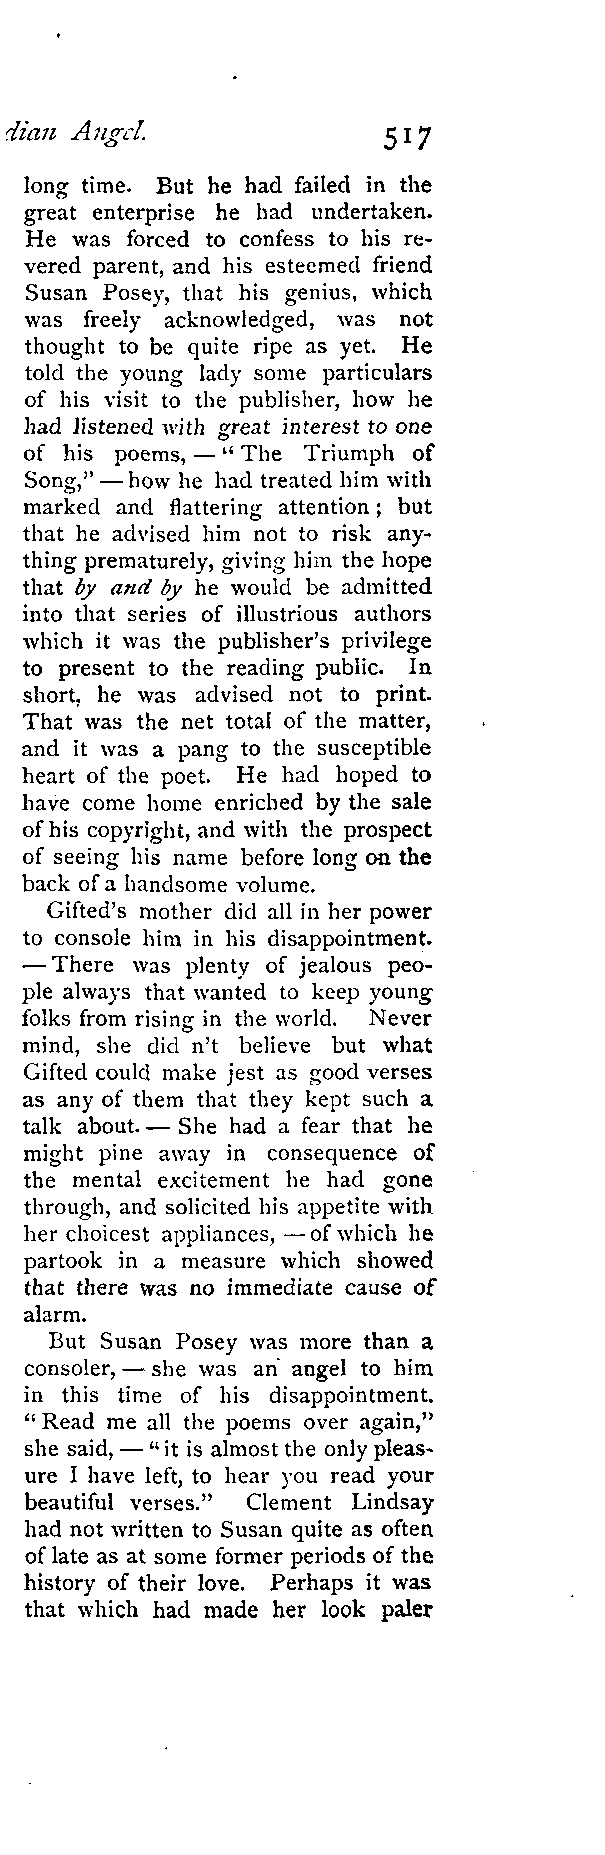 dian Angel. 517
long time. But he had failed in the
great enterprise he had undertaken.
He was forced to confess to his re-
vered parent, and his esteemed friend
Susan Posey, that his genius, which
was freely acknowledged, was not
thought to be quite ripe as yet. He
told the young lady some particulars
of his visit to the publisher, how he
had listened with great interest to one
of his poems, — "The Triumph of
Song," — how he had treated him with
marked and flattering attention; but
that he advised him not to risk any-
thing prematurely, giving him the hope
that by and by he would be admitted
into that series of illustrious authors
which it was the publisher's privilege
to present to the reading public. In
short, he was advised not to print.
That was the net total of the matter,
and it was a pang to the susceptible
heart of the poet. He had hoped to
have come home enriched by the sale
of his copyright, and with the prospect
of seeing his name before long on the
back of a handsome volume.
Gifted's mother did all in her power
to console him in his disappointment.
— There was plenty of jealous peo-
ple always that wanted to keep young
folks from rising in the world. Never
mind, she did n't believe but what
Gifted could make jest as good verses
as any of them that they kept such a
talk about. — She had a fear that he
might pine away in consequence of
the mental excitement he had gone
through, and solicited his appetite with
her choicest appliances, — of which he
partook in a measure which showed
that there was no immediate cause of
alarm.
But Susan Posey was more than a
consoler, — she was an angel to him
in this time of his disappointment.
"Read me all the poems over again,"
she said, — "it is almost the only pleas-
ure I have left, to hear you read your
beautiful verses." Clement Lindsay
had not written to Susan quite as often
of late as at some former periods of the
history of their love. Perhaps it was
that which had made her look paler